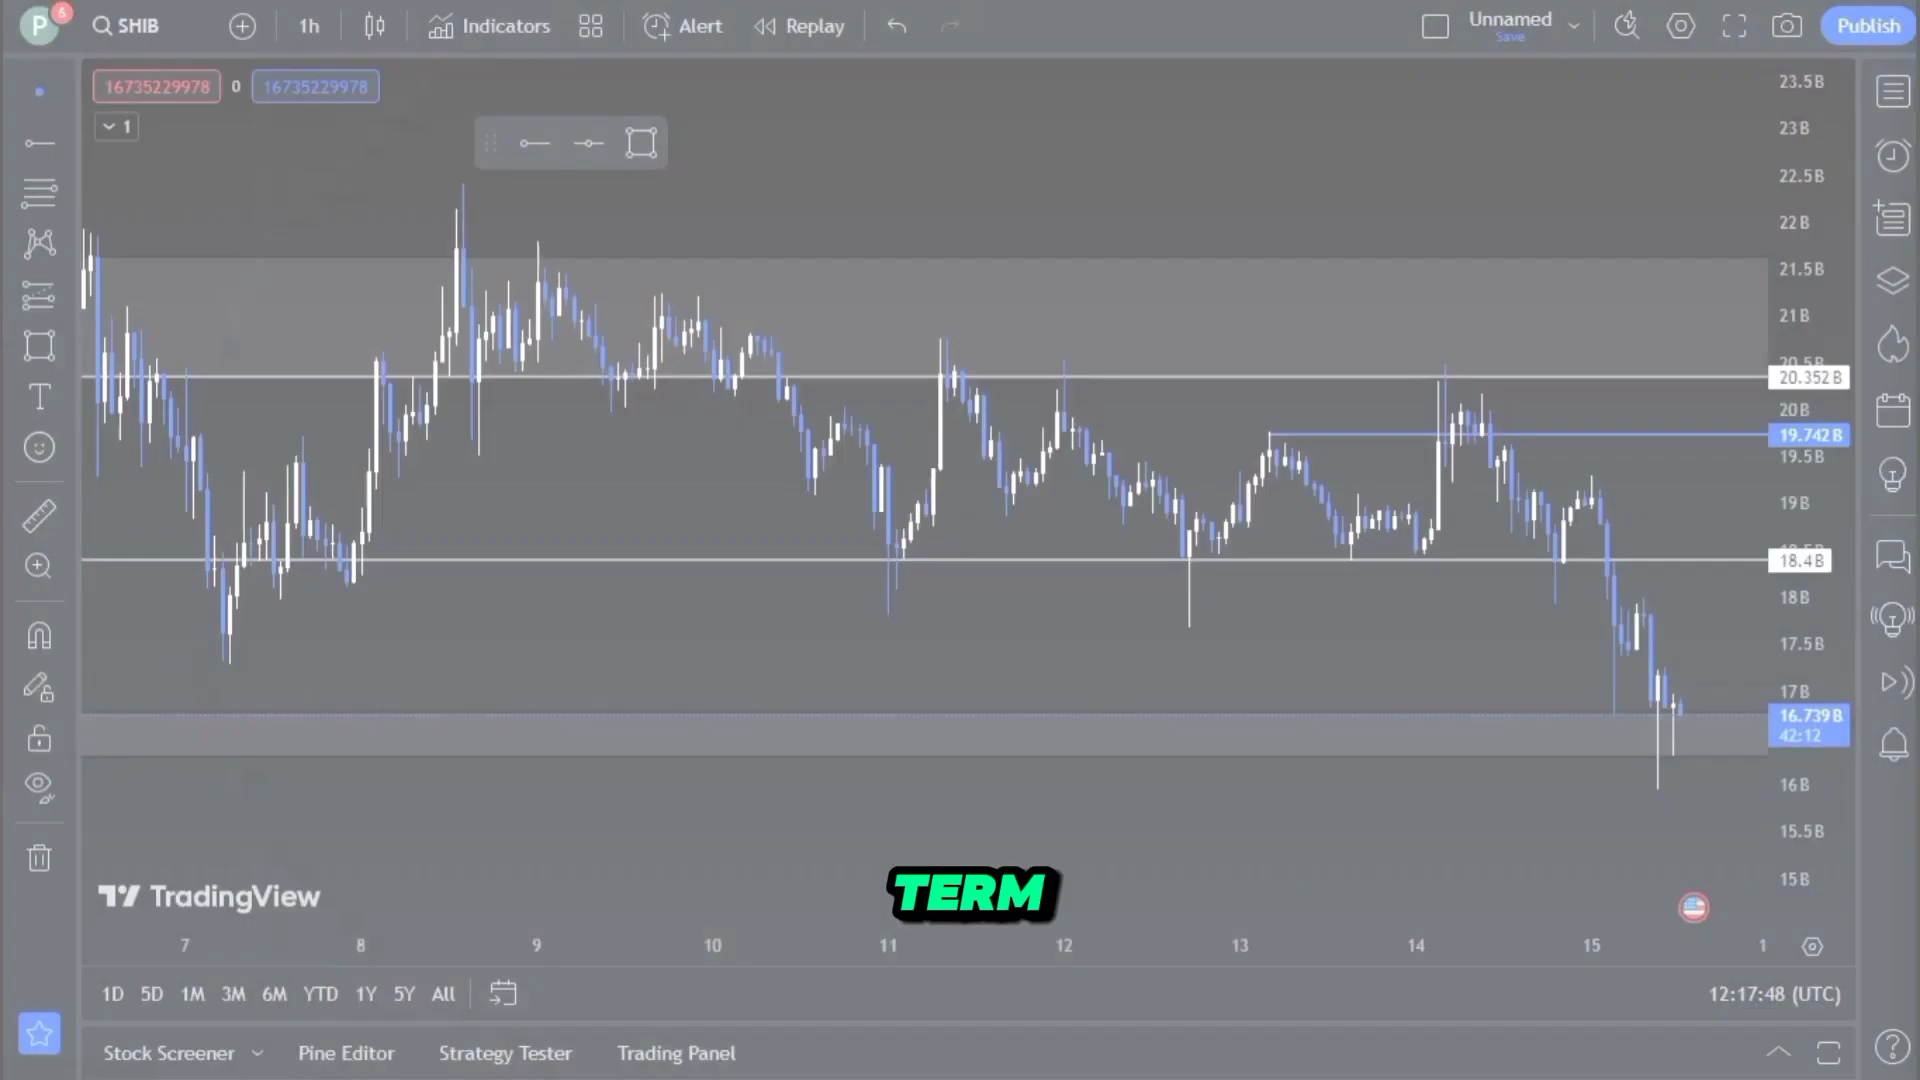 P 6 SHIB 1h Indicators Alert Replay Unnamed Save Publish
16735229978 0 16735229978
1
23.5B
23B
22.5B
22B
21.5B
21B
20.5B
20.352B
20B
19.742B
19.5B
19B
18.4B
18B
17.5B
17B
16.739B
42:12
16B
15.5B
15B
TERM
TradingView
7 8 9 10 11 12 13 14 15 1
1D 5D 1M 3M 6M YTD 1Y 5Y All 12:17:48 (UTC)
Stock Screener Pine Editor Strategy Tester Trading Panel